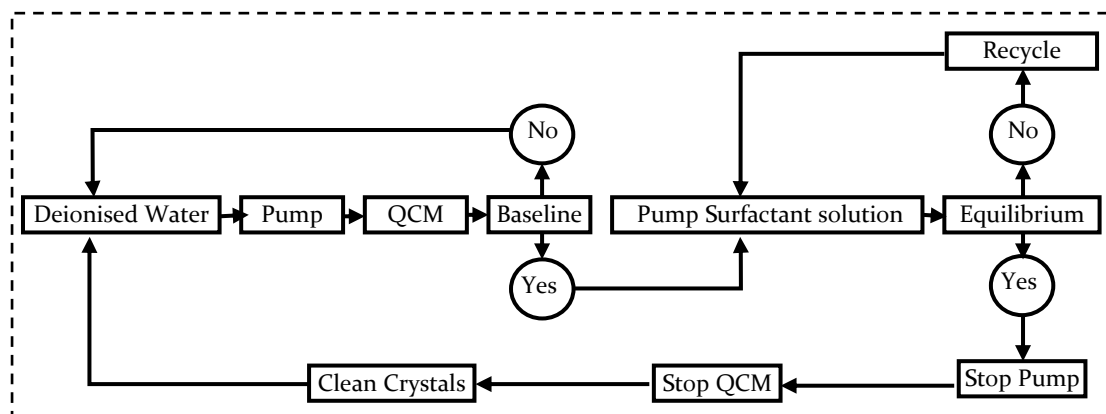 Recycle
No
No
Deionised Water
Pump
QCM
Baseline
Pump Surfactant solution
Equilibrium
Yes
Yes
Clean Crystals
Stop QCM
Stop Pump